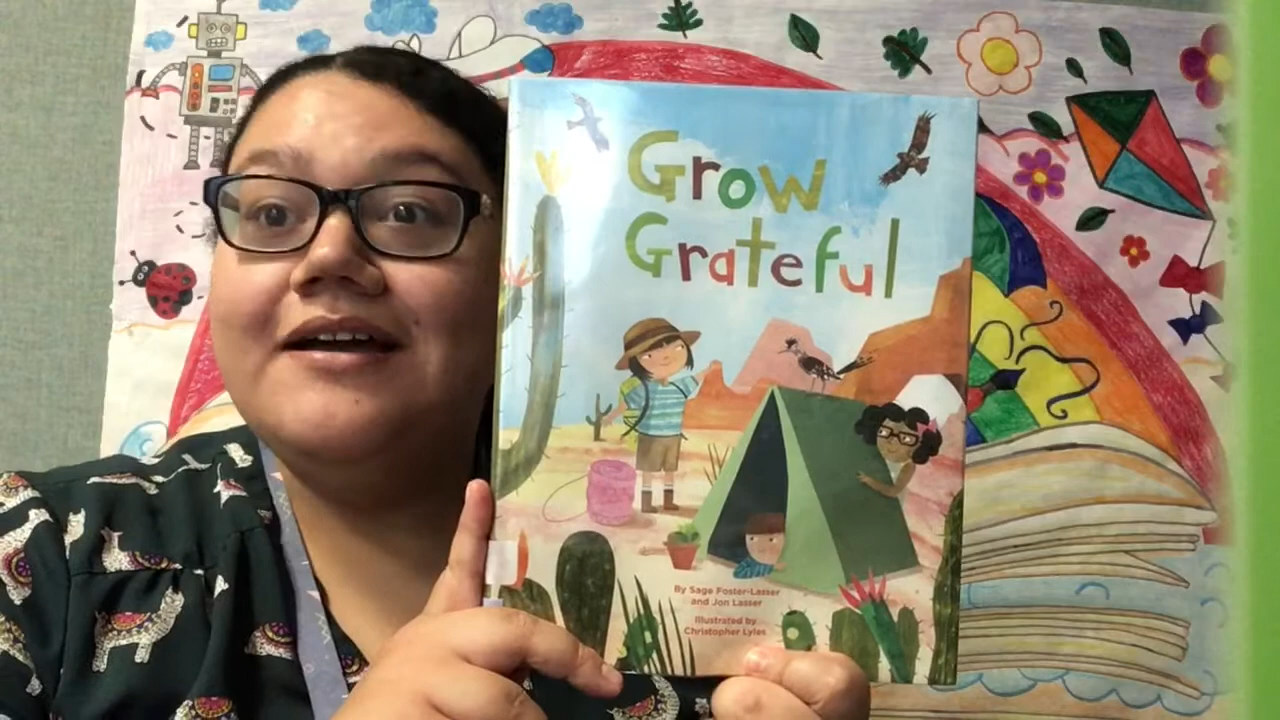 Grow
Grateful
By Sage Foster-Lasser
and Jon Lasser
Illustrated by
Christopher Lyles